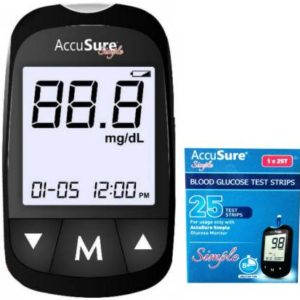 AccuSure
Simple
88.8
mg/dL
01-05 12:00 PM
M
AccuSure®
Simple
1 x 25T
BLOOD GLUCOSE TEST STRIPS
25 TEST
STRIPS
For usage only with
AccuSure Simple
Glucose Monitor
98
Simple